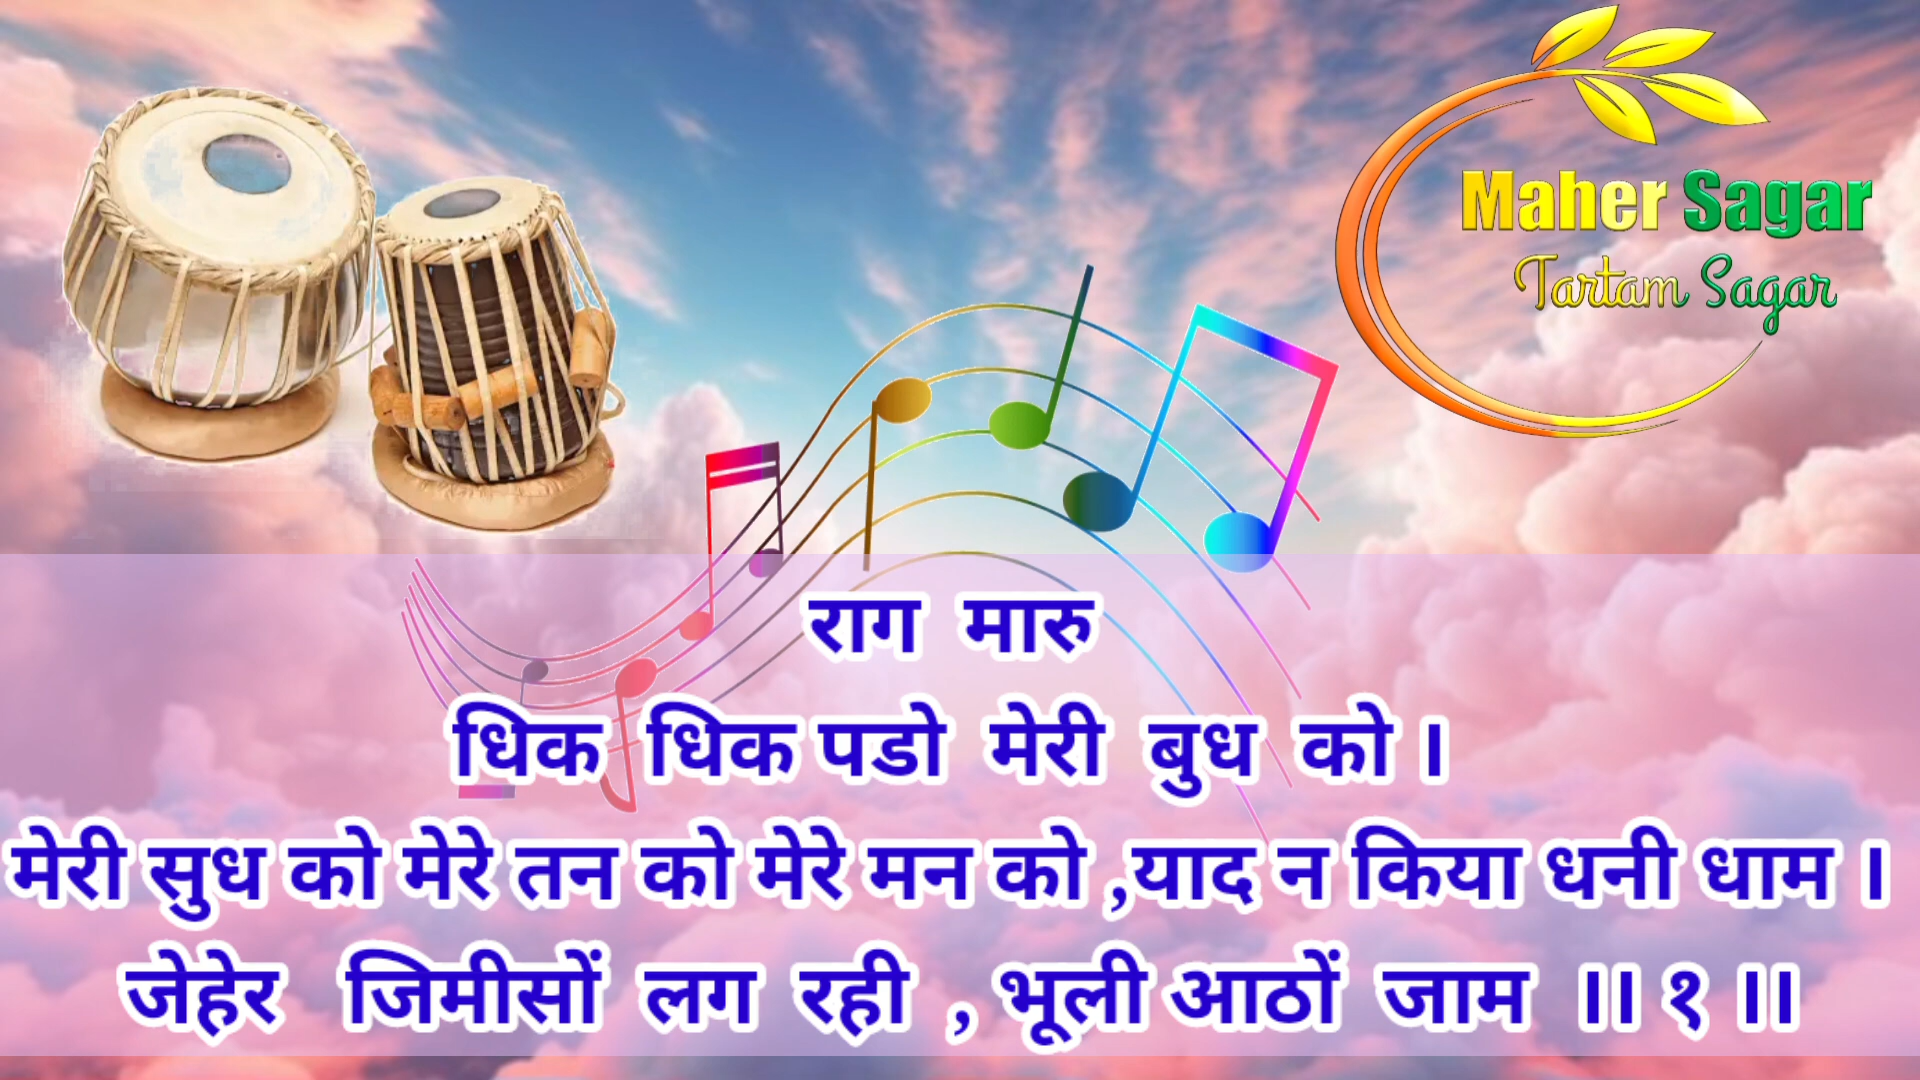 Maher Sagar
Tartam Sagar
राग मारु
धिक धिक पडो मेरी बुध को ।
मेरी सुध को मेरे तन को मेरे मन को ,याद न किया धनी धाम ।
जेहेर जिमीसों लग रही , भूली आठों जाम ।। १ ।।